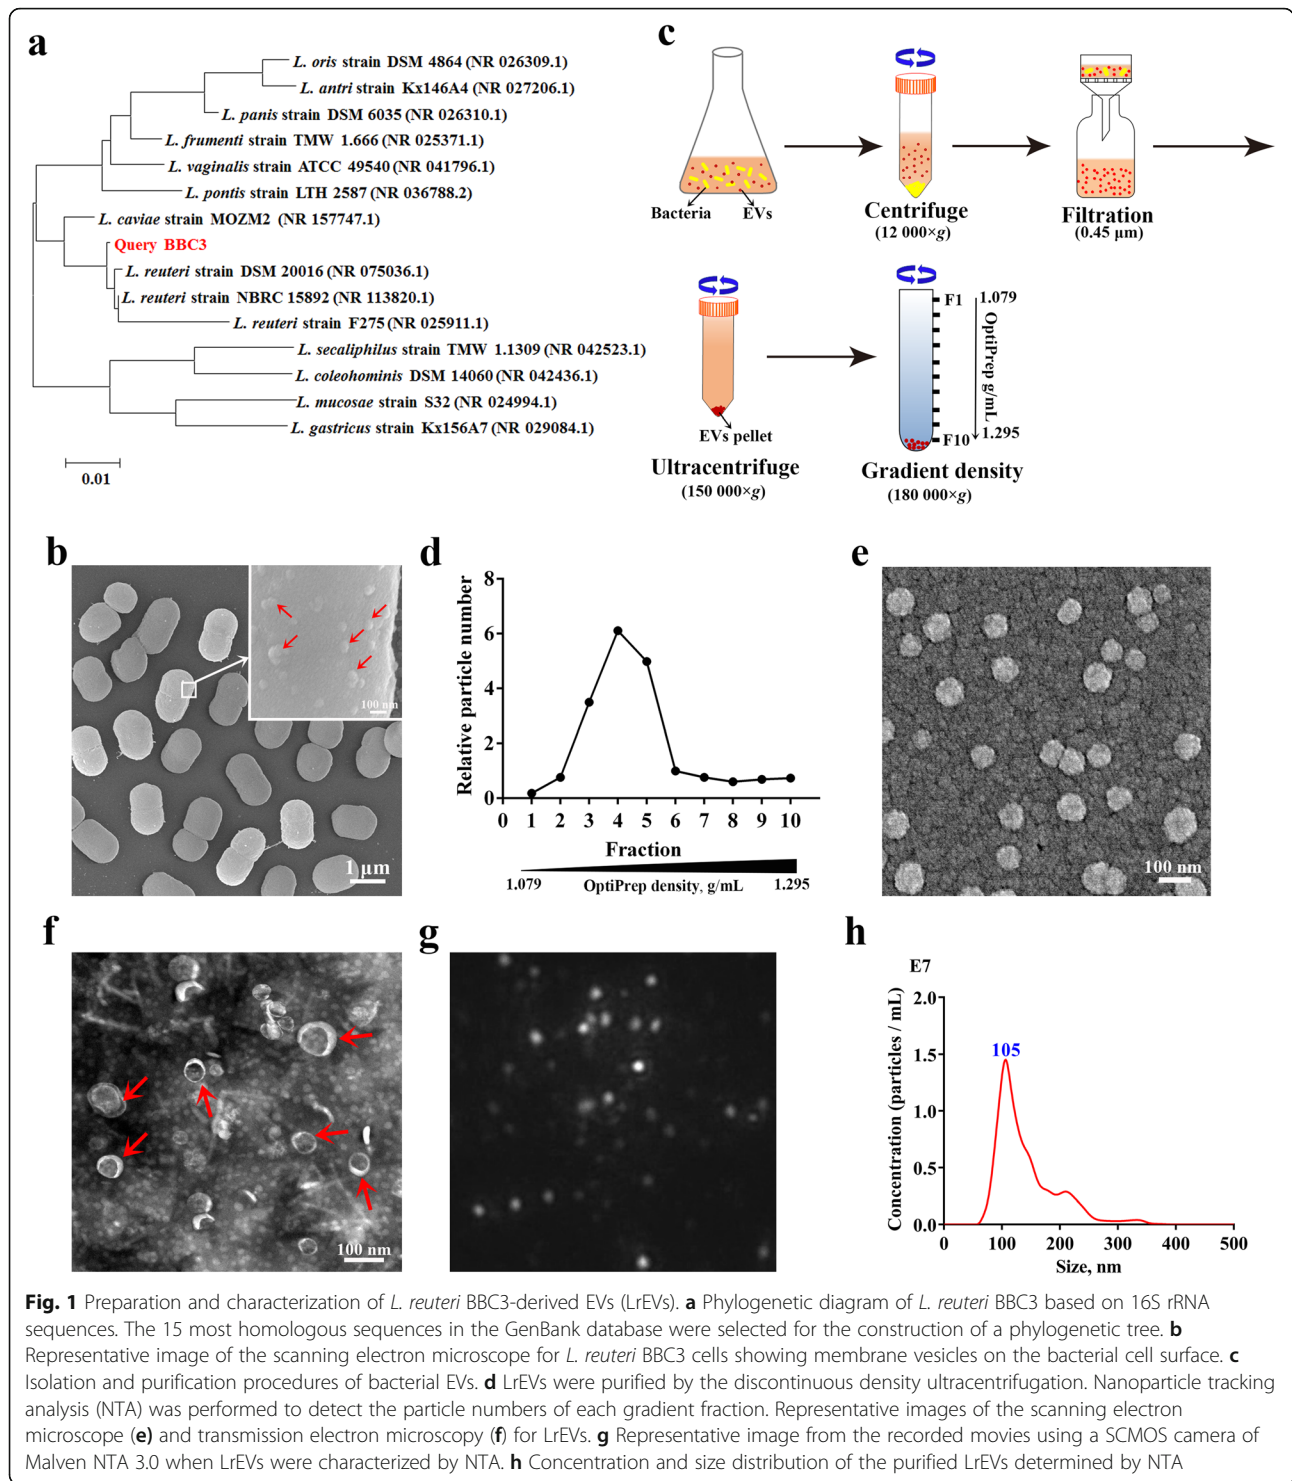 a
L. oris strain DSM 4864 (NR 026309.1)
L. antri strain Kx146A4 (NR 027206.1)
L. panis strain DSM 6035 (NR 026310.1)
L. frumenti strain TMW 1.666 (NR 025371.1)
L. vaginalis strain ATCC 49540 (NR 041796.1)
L. pontis strain LTH 2587 (NR 036788.2)
L. caviae strain MOZM2 (NR 157747.1)
Query BBC3
L. reuteri strain DSM 20016 (NR 075036.1)
L. reuteri strain NBRC 15892 (NR 113820.1)
L. reuteri strain F275 (NR 025911.1)
L. secaliphilus strain TMW 1.1309 (NR 042523.1)
L. coleohominis DSM 14060 (NR 042436.1)
L. mucosae strain S32 (NR 024994.1)
L. gastricus strain Kx156A7 (NR 029084.1)
0.01
c
Bacteria EVs
Centrifuge
(12 000×g)
Filtration
(0.45 µm)
EVs pellet
Ultracentrifuge
(150 000×g)
F1
F10
1.079
OptiPrep g/mL
1.295
Gradient density
(180 000×g)
b
100 nm
1 µm
d
Relative particle number
8
6
4
2
0
0 1 2 3 4 5 6 7 8 9 10
Fraction
1.079 OptiPrep density, g/mL 1.295
e
100 nm
f
100 nm
g
h
E7
Concentration (particles / mL)
2.0
1.5
1.0
0.5
0.0
105
0 100 200 300 400 500
Size, nm
Fig. 1 Preparation and characterization of L. reuteri BBC3-derived EVs (LrEVs). a Phylogenetic diagram of L. reuteri BBC3 based on 16S rRNA
sequences. The 15 most homologous sequences in the GenBank database were selected for the construction of a phylogenetic tree. b
Representative image of the scanning electron microscope for L. reuteri BBC3 cells showing membrane vesicles on the bacterial cell surface. c
Isolation and purification procedures of bacterial EVs. d LrEVs were purified by the discontinuous density ultracentrifugation. Nanoparticle tracking
analysis (NTA) was performed to detect the particle numbers of each gradient fraction. Representative images of the scanning electron
microscope (e) and transmission electron microscopy (f) for LrEVs. g Representative image from the recorded movies using a SCMOS camera of
Malven NTA 3.0 when LrEVs were characterized by NTA. h Concentration and size distribution of the purified LrEVs determined by NTA